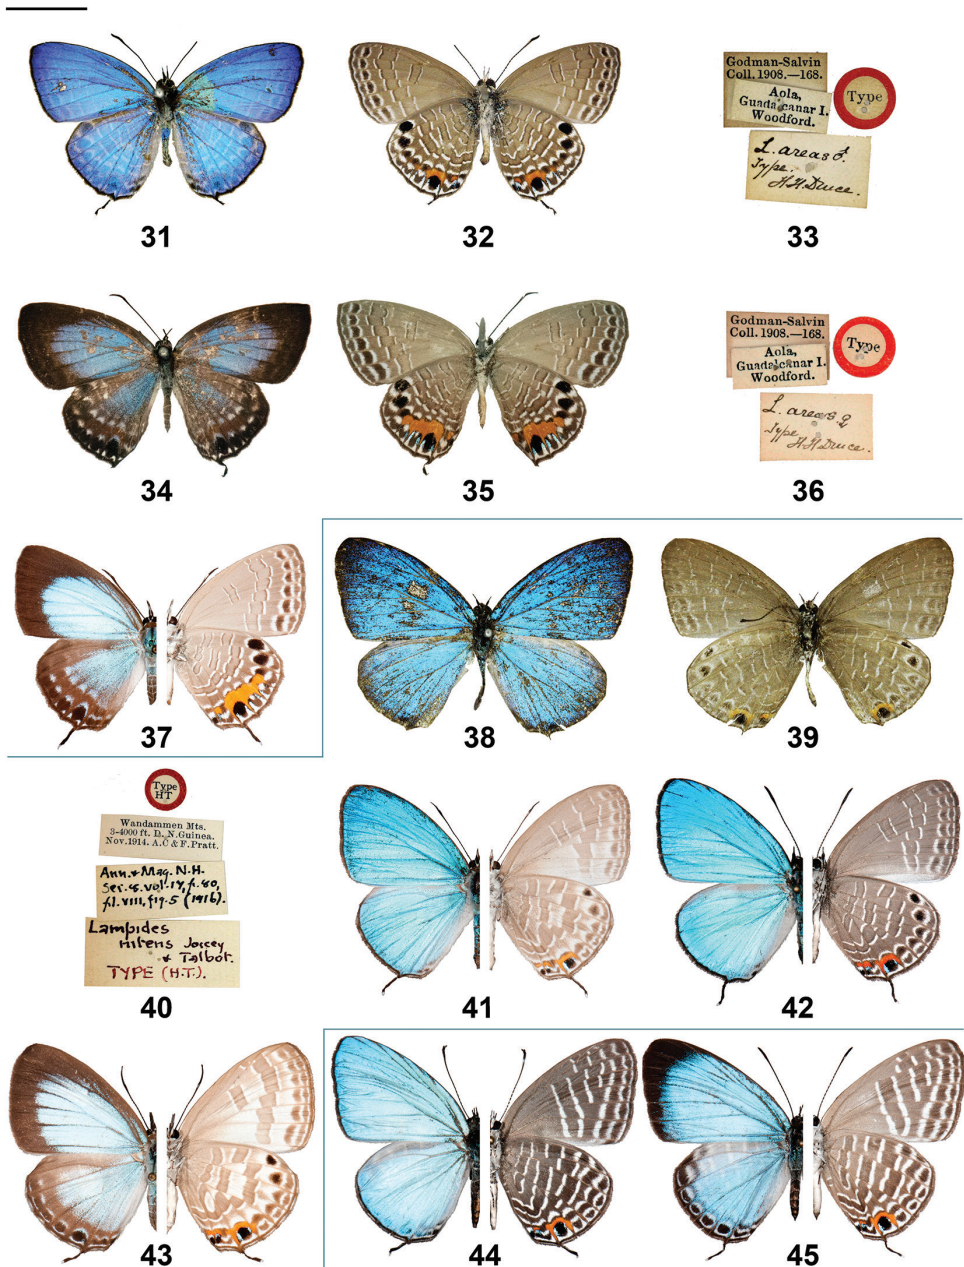 31
32
Godman-Salvin
Coll. 1908.—168.
Aola,
Guadalcanar I.
Woodford.
Type
L. areas ♂.
Type.
H.H. Druce.
33
34
35
Godman-Salvin
Coll. 1908.—168.
Aola,
Guadalcanar I.
Woodford.
Type
L. areas ♀
Type
H.H. Druce.
36
37
38
39
Type
HT
Wandammen Mts.
3-4000 ft. D. N. Guinea.
Nov. 1914. A.C & F. Pratt.
Ann. & Mag. N.H.
Ser. 8. vol. 17, p. 80,
pl. VIII, fig. 5 (1916).
Lampides
nitens Joicey
& Talbot.
TYPE (H.T.).
40
41
42
43
44
45